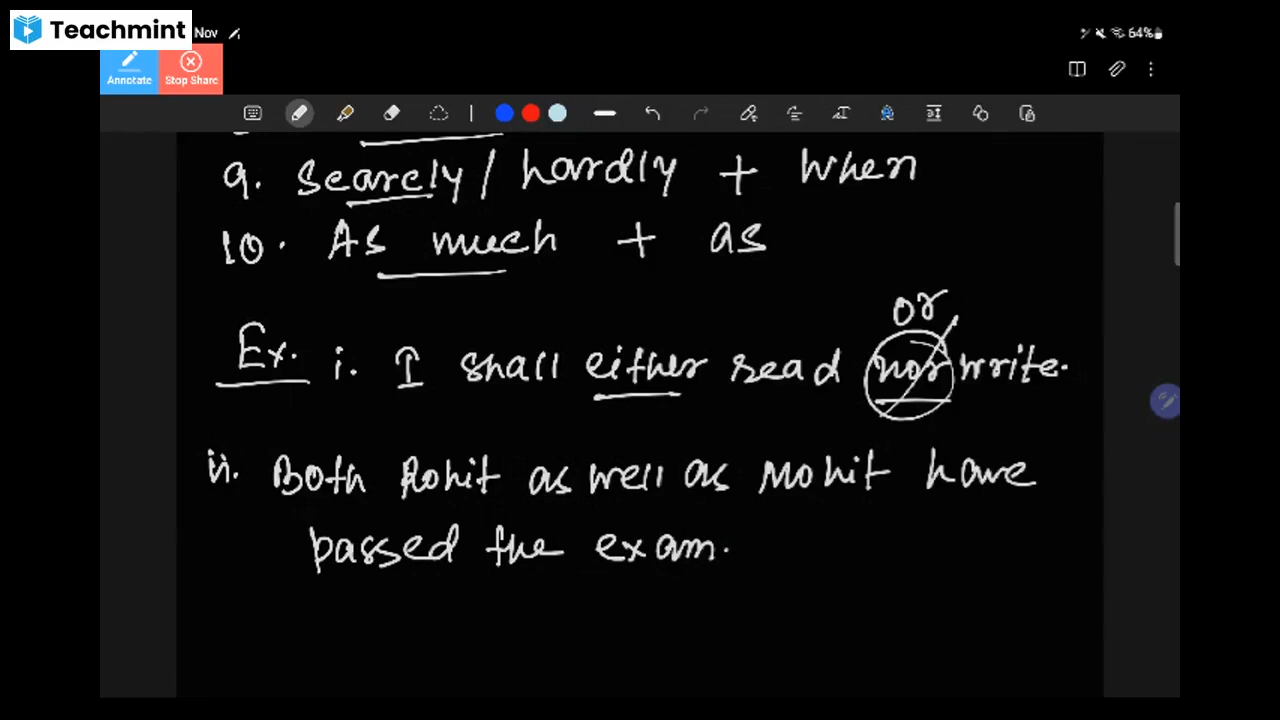 Teachmint
Nov
64%
Annotate
Stop Share
9. Scarcely / hardly + when
10. As much + as
or
Ex. i. I shall either read nor write.
ii. Both Rohit as well as Mohit have
passed the exam.